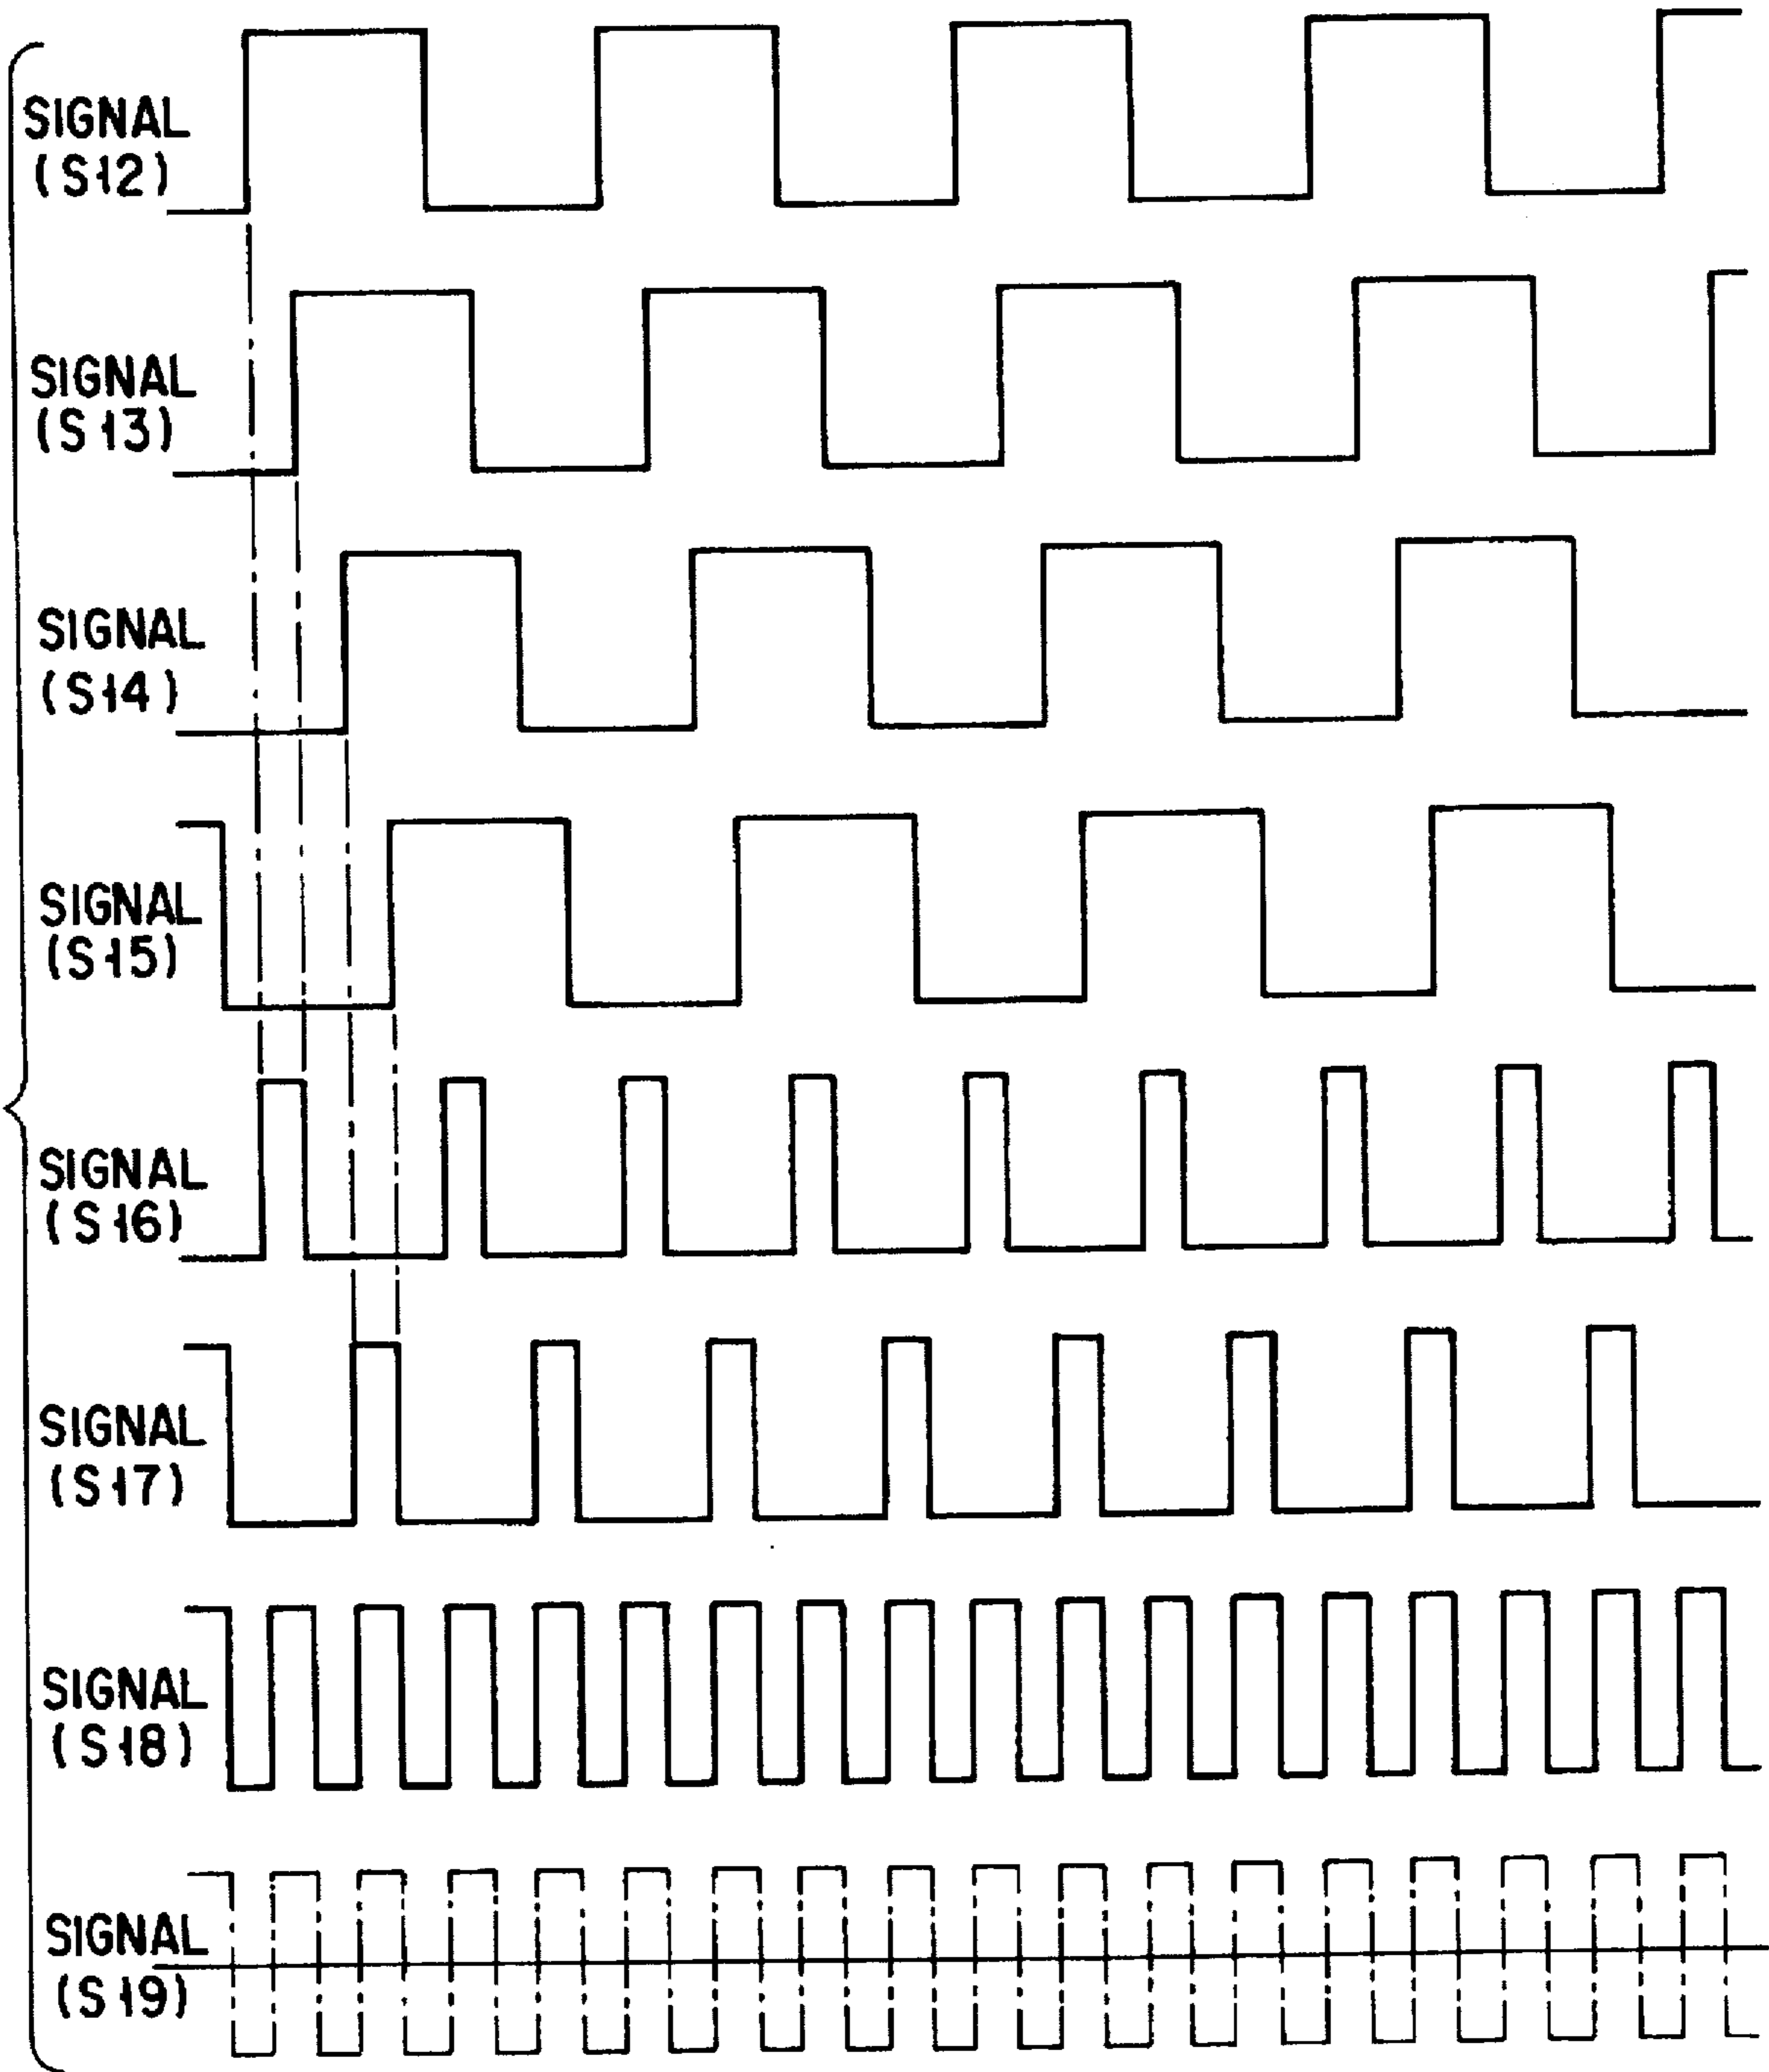 SIGNAL
(S12)
SIGNAL
(S13)
SIGNAL
(S14)
SIGNAL
(S15)
SIGNAL
(S16)
SIGNAL
(S17)
SIGNAL
(S18)
SIGNAL
(S19)